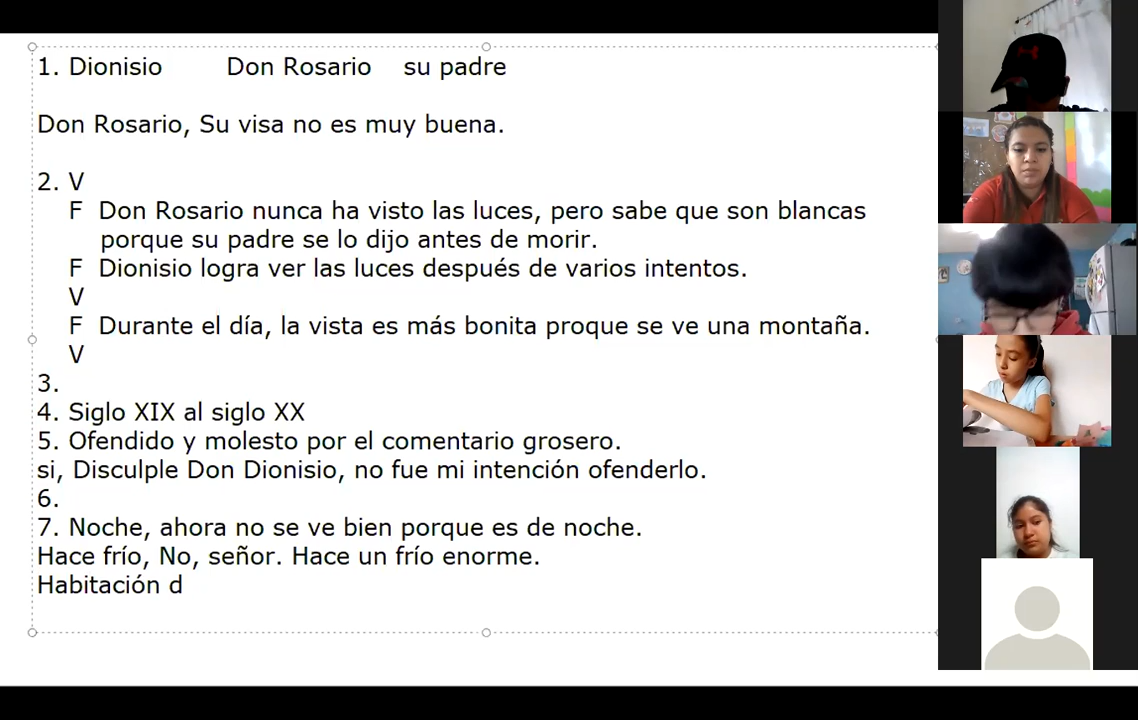 1. Dionisio Don Rosario su padre
Don Rosario, Su visa no es muy buena.
2. V
F Don Rosario nunca ha visto las luces, pero sabe que son blancas
porque su padre se lo dijo antes de morir.
F Dionisio logra ver las luces después de varios intentos.
V
F Durante el día, la vista es más bonita proque se ve una montaña.
V
3.
4. Siglo XIX al siglo XX
5. Ofendido y molesto por el comentario grosero.
si, Disculple Don Dionisio, no fue mi intención ofenderlo.
6.
7. Noche, ahora no se ve bien porque es de noche.
Hace frío, No, señor. Hace un frío enorme.
Habitación d